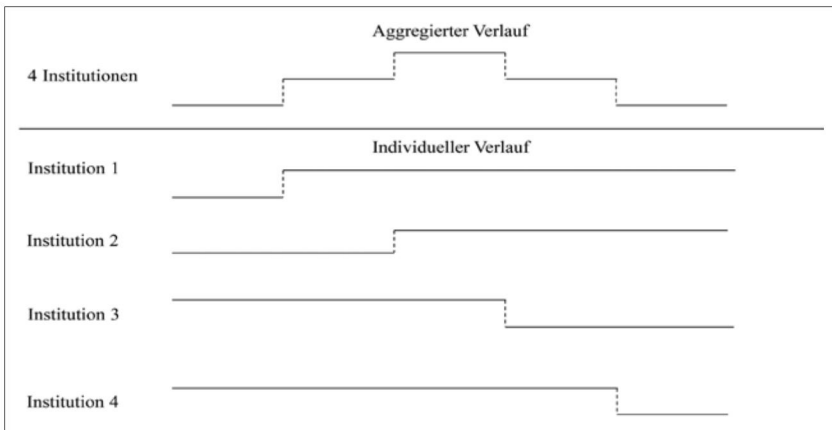 Aggregierter Verlauf
4 Institutionen
Individueller Verlauf
Institution 1
Institution 2
Institution 3
Institution 4